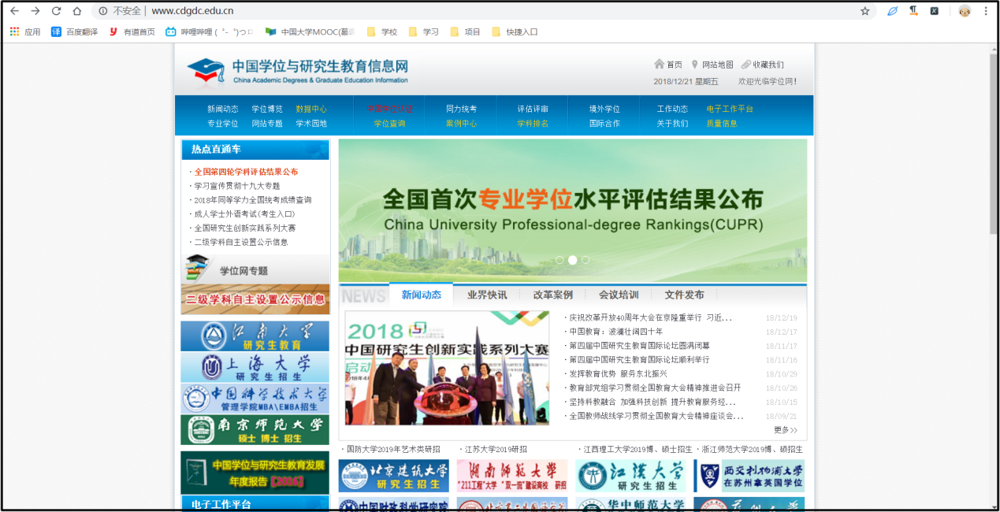 不安全 | www.cdgdc.edu.cn
应用 百度翻译 有道首页 哔哩哔哩 ( ゜- ゜)つロ 中国大学MOOC(慕 学校 学习 项目 快捷入口
中国学位与研究生教育信息网
China Academic Degrees & Graduate Education Information
首页 网站地图 收藏我们
2018/12/21 星期五 欢迎光临学位网!
新闻动态 学位博览 数据中心 同力统考 评估评审 境外学位 工作动态 电子工作平台
专业学位 网站专题 学术园地 学位查询 案例中心 学科排名 国际合作 关于我们 质量信息
热点直通车
· 全国第四轮学科评估结果公布
· 学习宣传贯彻十九大专题
· 2018年同等学力全国统考成绩查询
· 成人学士外语考试(考生入口)
· 全国研究生创新实践系列大赛
· 二级学科自主设置公示信息
学位网专题
二级学科自主设置公示信息
江南大学
研究生教育
上海大学
研究生招生
中国科学技术大学
管理学院MBA\EMBA招生
南京师范大学
硕士 博士 招生
中国学位与研究生教育发展
年度报告【2016】
电子工作平台
全国首次专业学位水平评估结果公布
China University Professional-degree Rankings(CUPR)
NEWS 新闻动态 业界快讯 改革案例 会议培训 文件发布
2018
中国研究生创新实践系列大赛
启动
· 庆祝改革开放40周年大会在京隆重举行 习近... 18/12/19
· 中国教育：波澜壮阔四十年 18/12/17
· 第四届中国研究生教育国际论坛圆满闭幕 18/11/17
· 第四届中国研究生教育国际论坛顺利举行 18/11/16
· 发挥教育优势 服务东北振兴 18/10/29
· 教育部党组学习贯彻全国教育大会精神推进会召开 18/10/26
· 坚持科教融合 加强科技创新 提升教育服务经... 18/10/15
· 全国教师战线学习贯彻全国教育大会精神座谈会... 18/09/21
更多>>
· 国防大学2019年艺术类研招 · 江苏大学2019研招 · 江西理工大学2019博、硕士招生 · 浙江师范大学2019博、硕招生
北京建筑大学
研究生招生
湖南师范大学
"211工程"大学 "双一流"建设高校 研招
江汉大学
研究生招生
西交利物浦大学
在苏州拿英国学位
中国财政科学研究院
华中师范大学